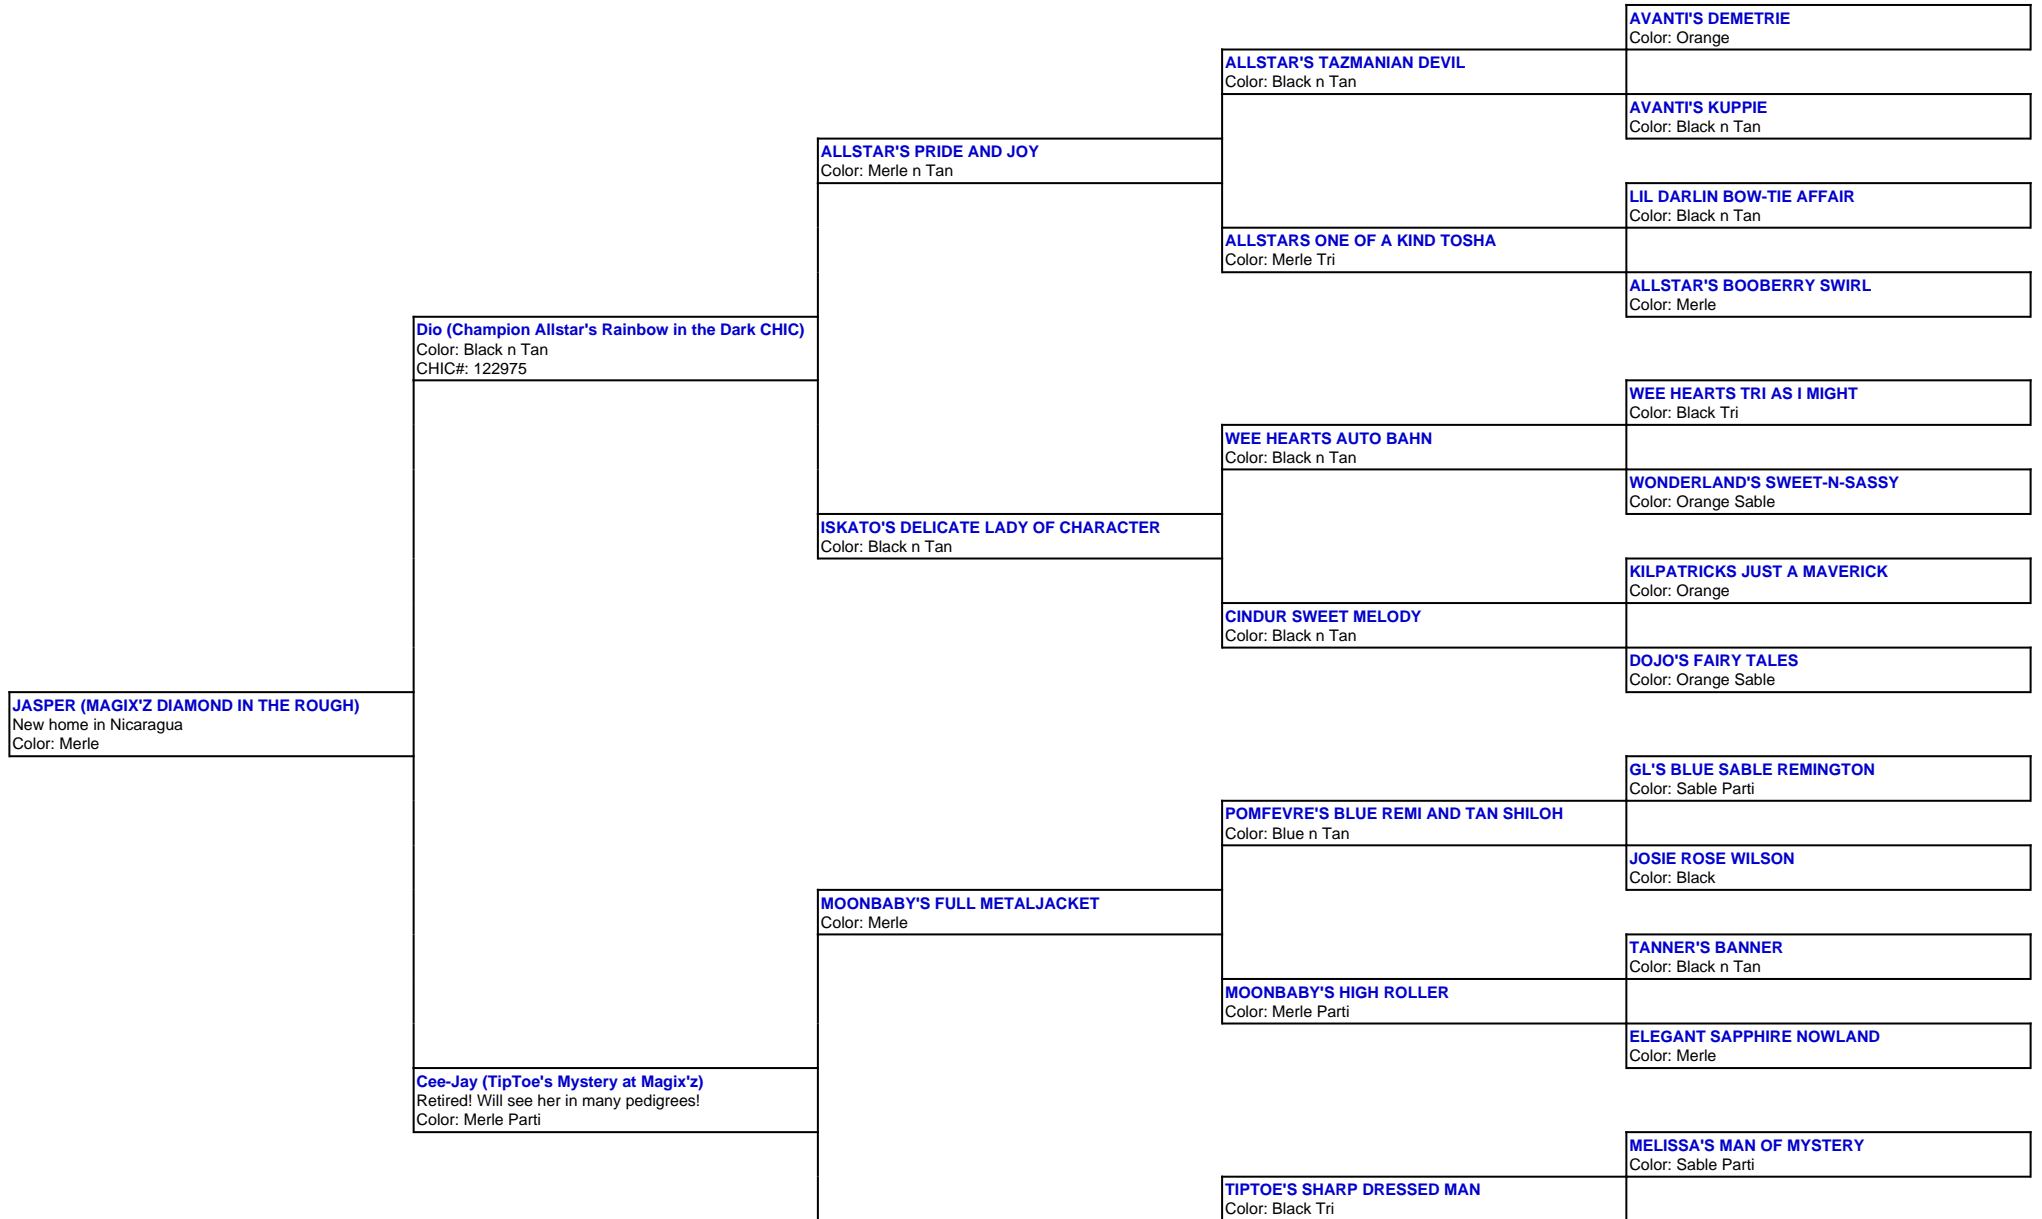 AVANTI'S DEMETRIE
Color: Orange
ALLSTAR'S TAZMANIAN DEVIL
Color: Black n Tan
AVANTI'S KUPPIE
Color: Black n Tan
ALLSTAR'S PRIDE AND JOY
Color: Merle n Tan
LIL DARLIN BOW-TIE AFFAIR
Color: Black n Tan
ALLSTARS ONE OF A KIND TOSHA
Color: Merle Tri
ALLSTAR'S BOOBERRY SWIRL
Color: Merle
Dio (Champion Allstar's Rainbow in the Dark CHIC)
Color: Black n Tan
CHIC#: 122975
WEE HEARTS TRI AS I MIGHT
Color: Black Tri
WEE HEARTS AUTO BAHN
Color: Black n Tan
WONDERLAND'S SWEET-N-SASSY
Color: Orange Sable
ISKATO'S DELICATE LADY OF CHARACTER
Color: Black n Tan
KILPATRICKS JUST A MAVERICK
Color: Orange
CINDUR SWEET MELODY
Color: Black n Tan
DOJO'S FAIRY TALES
Color: Orange Sable
JASPER (MAGIX'Z DIAMOND IN THE ROUGH)
New home in Nicaragua
Color: Merle
GL'S BLUE SABLE REMINGTON
Color: Sable Parti
POMFEVRE'S BLUE REMI AND TAN SHILOH
Color: Blue n Tan
JOSIE ROSE WILSON
Color: Black
MOONBABY'S FULL METALJACKET
Color: Merle
TANNER'S BANNER
Color: Black n Tan
MOONBABY'S HIGH ROLLER
Color: Merle Parti
ELEGANT SAPPHIRE NOWLAND
Color: Merle
Cee-Jay (TipToe's Mystery at Magix'z)
Retired! Will see her in many pedigrees!
Color: Merle Parti
MELISSA'S MAN OF MYSTERY
Color: Sable Parti
TIPTOE'S SHARP DRESSED MAN
Color: Black Tri